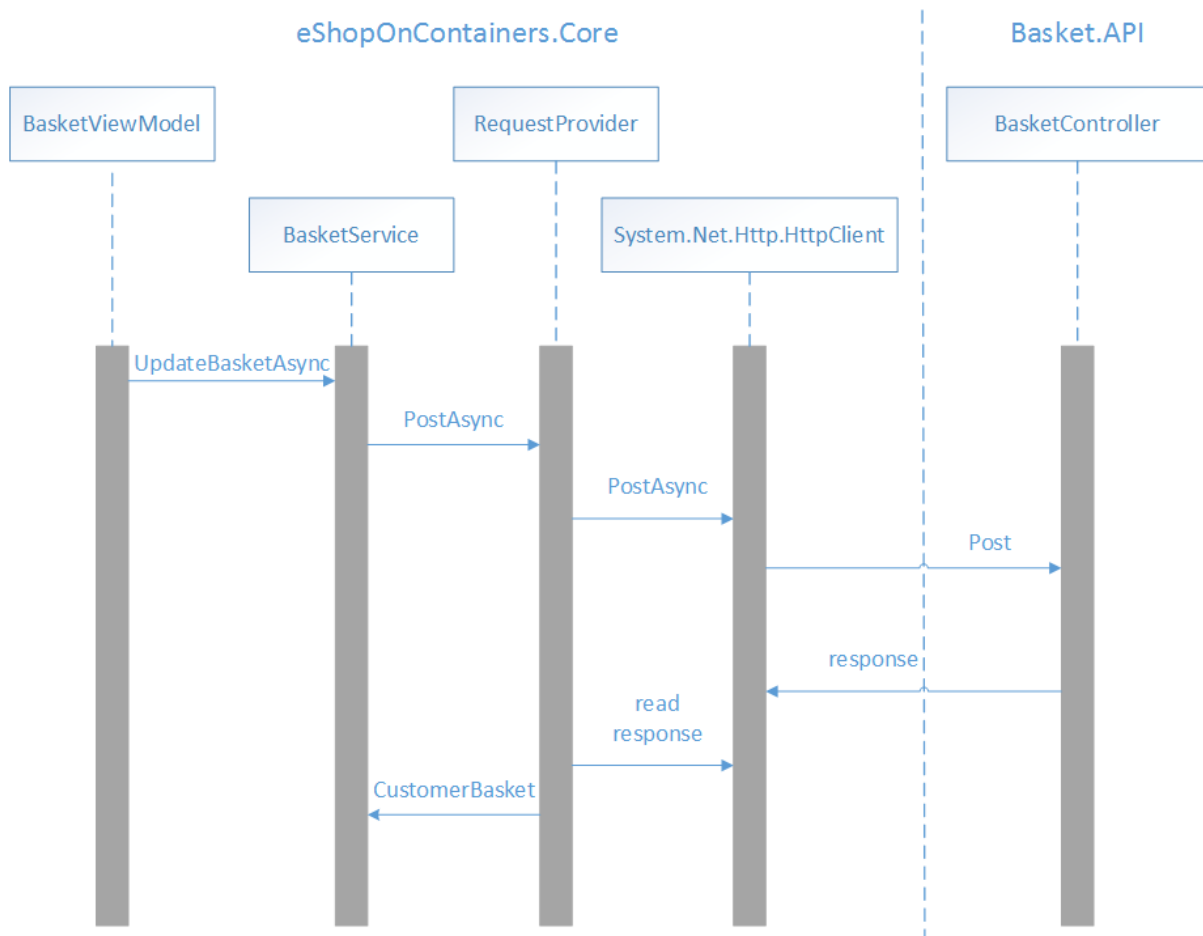 eShopOnContainers.Core
Basket.API
BasketViewModel
RequestProvider
BasketController
BasketService
System.Net.Http.HttpClient
UpdateBasketAsync
PostAsync
PostAsync
Post
response
read
response
CustomerBasket